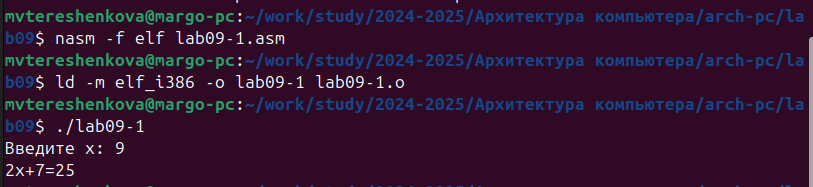 mvtereshenkova@margo-pc:~/work/study/2024-2025/Архитектура компьютера/arch-pc/la
b09$ nasm -f elf lab09-1.asm
mvtereshenkova@margo-pc:~/work/study/2024-2025/Архитектура компьютера/arch-pc/la
b09$ ld -m elf_i386 -o lab09-1 lab09-1.o
mvtereshenkova@margo-pc:~/work/study/2024-2025/Архитектура компьютера/arch-pc/la
b09$ ./lab09-1
Введите x: 9
2x+7=25